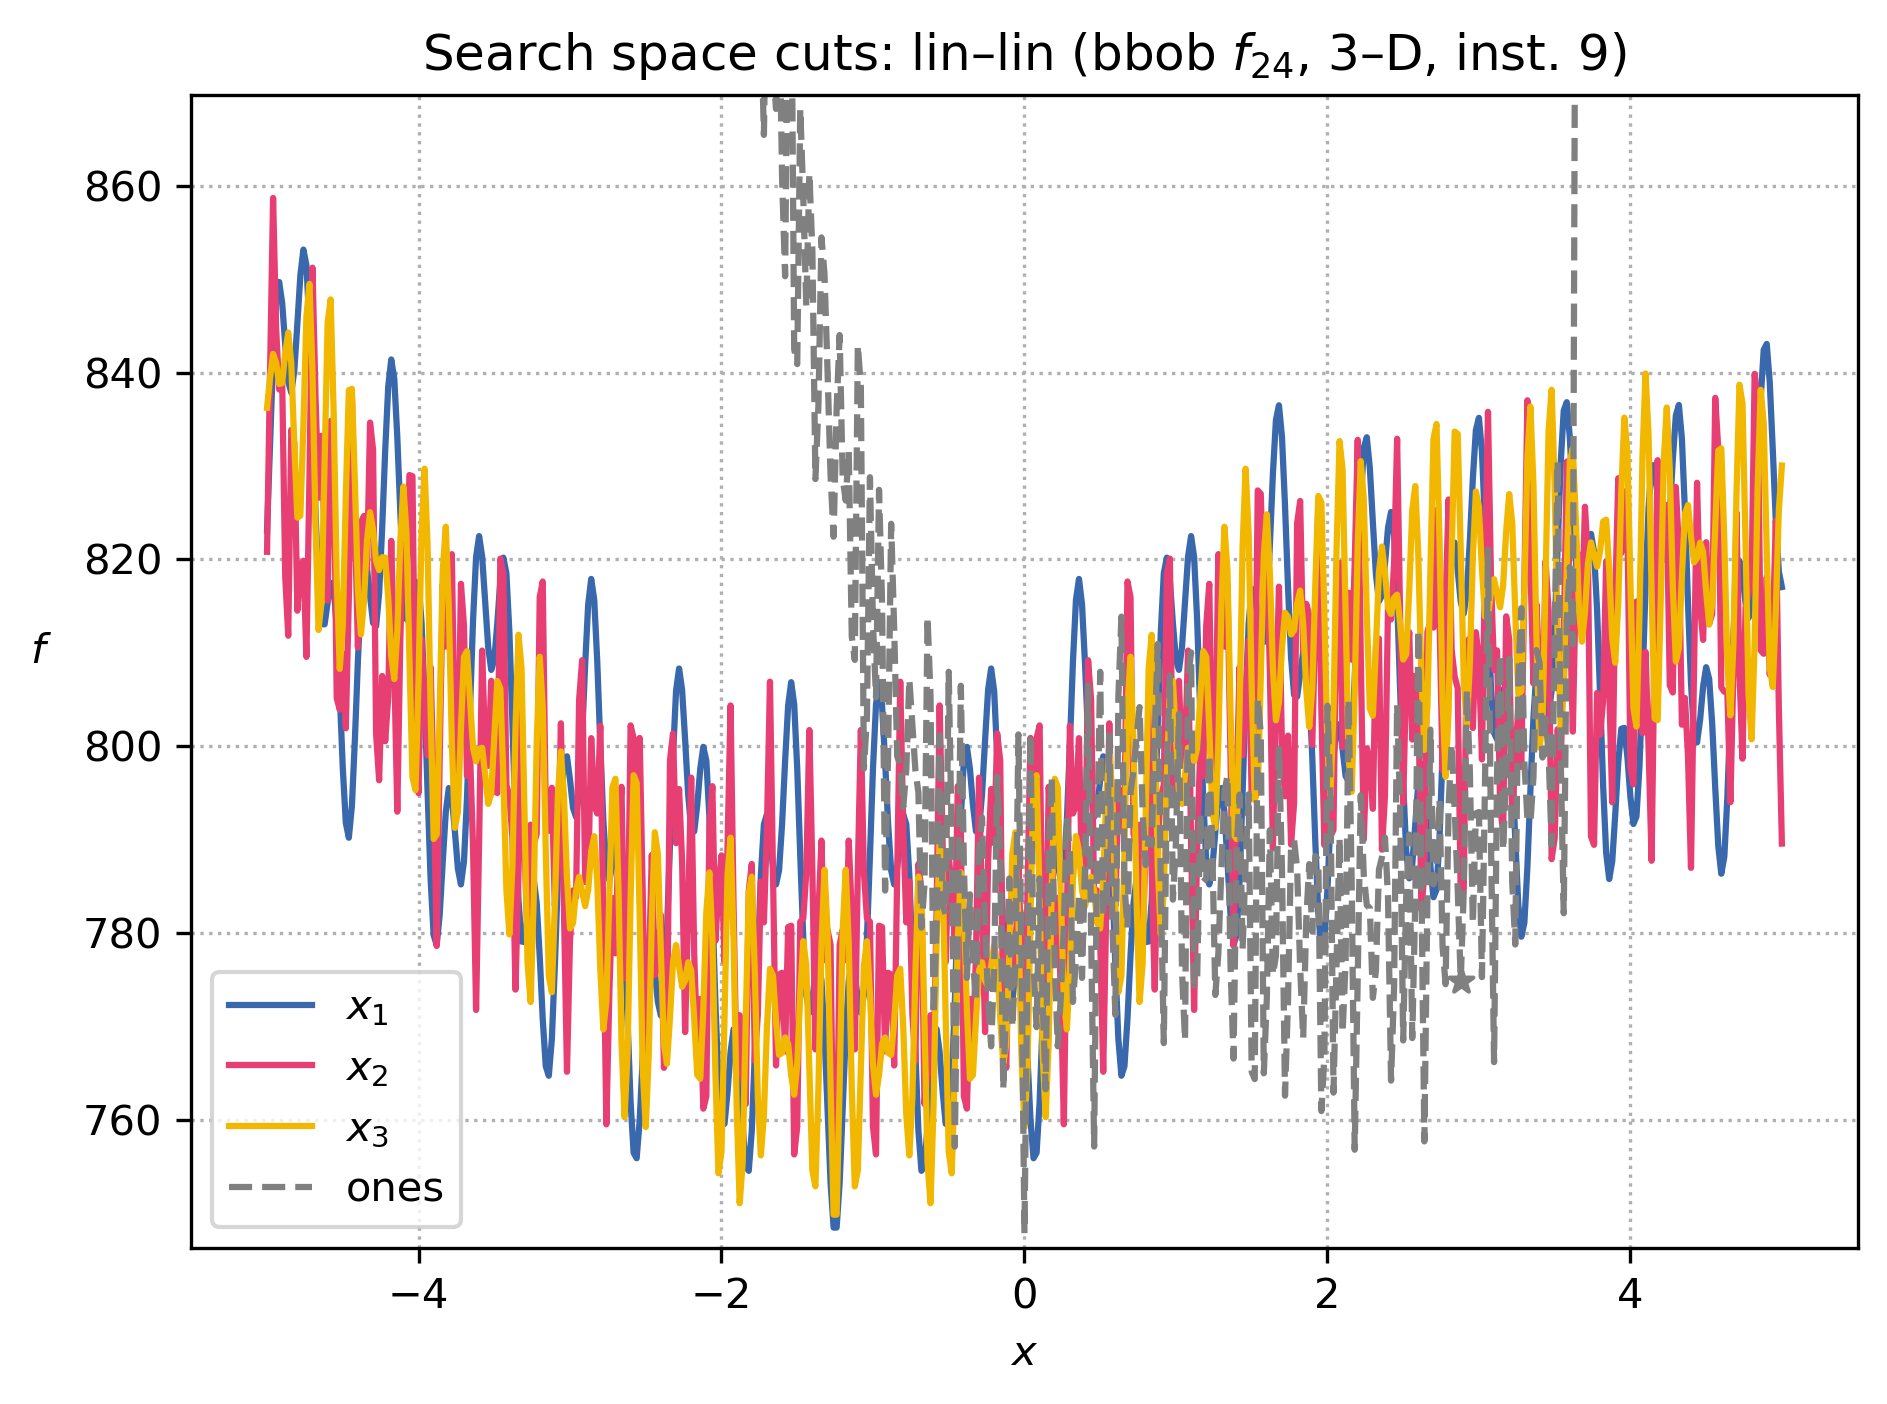 Search space cuts: lin–lin (bbob f24, 3–D, inst. 9)
860
840
820
800
780
760
f
x1
x2
x3
ones
−4
−2
0
2
4
x